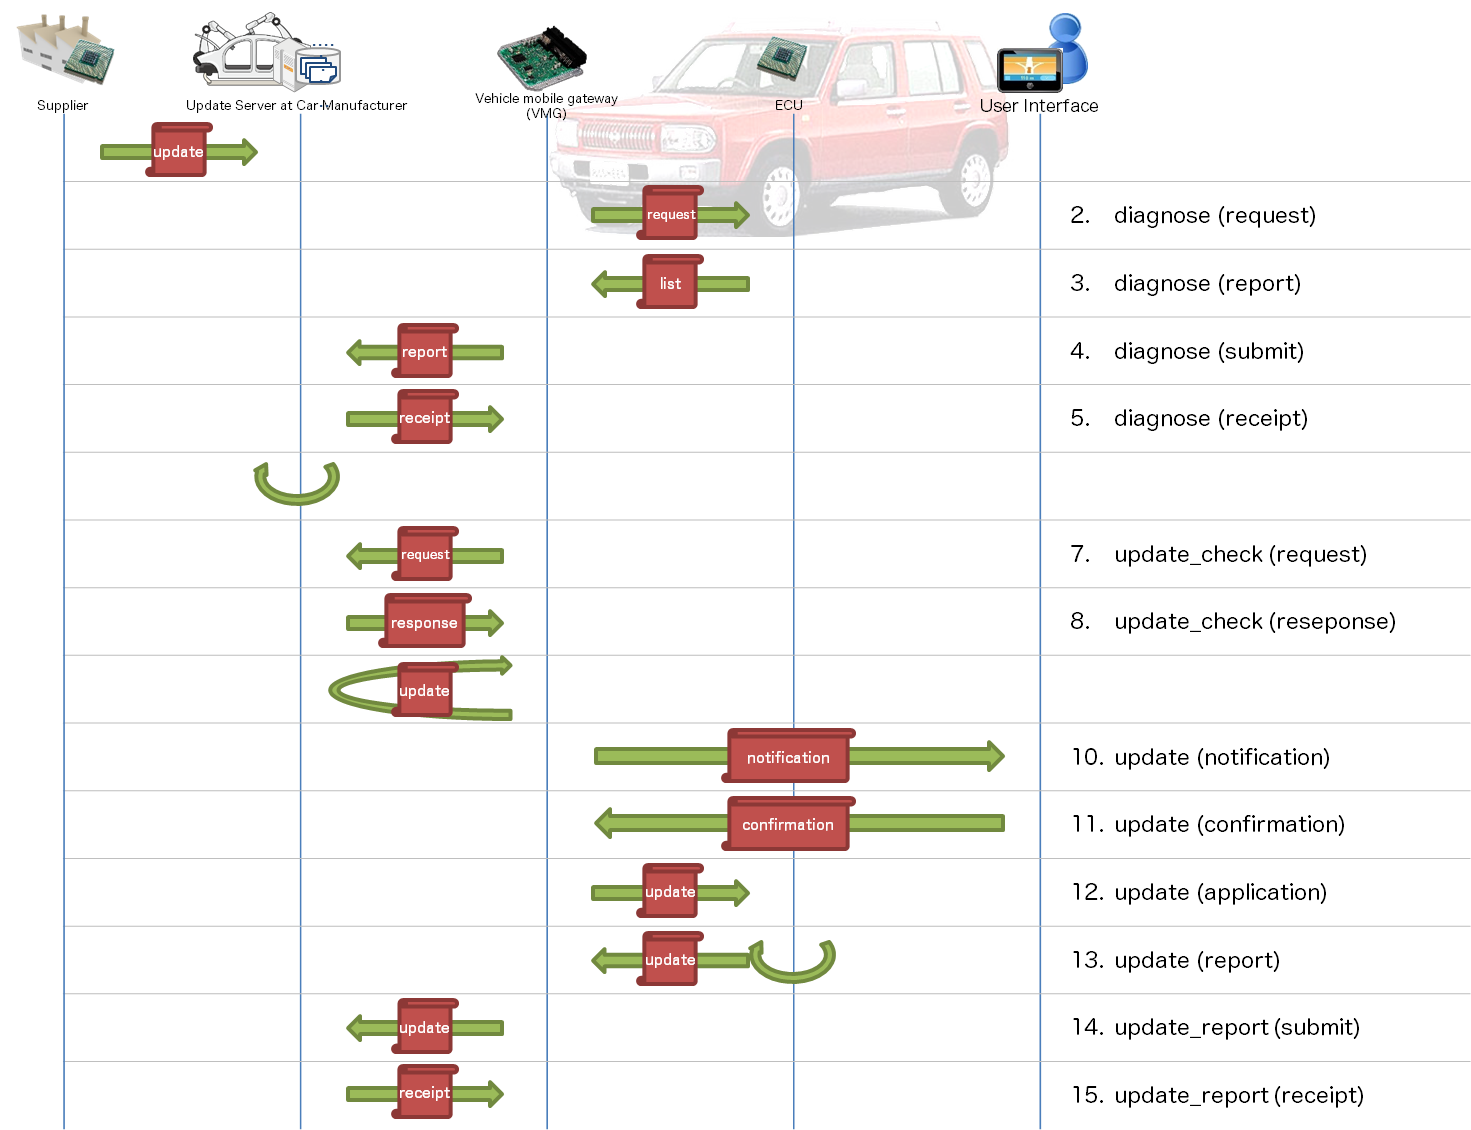 Supplier
Update Server at Car Manufacturer
Vehicle mobile gateway
(VMG)
ECU
User Interface
update
request
2. diagnose (request)
list
3. diagnose (report)
report
4. diagnose (submit)
receipt
5. diagnose (receipt)
request
7. update_check (request)
response
8. update_check (reseponse)
update
notification
10. update (notification)
confirmation
11. update (confirmation)
update
12. update (application)
update
13. update (report)
update
14. update_report (submit)
receipt
15. update_report (receipt)